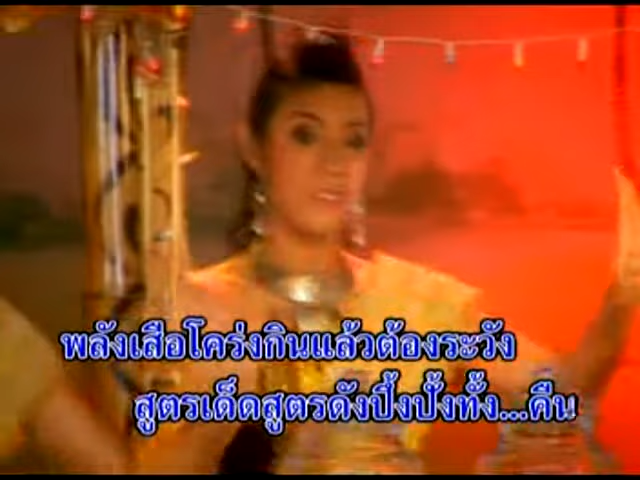 พลังเสือโคร่งกินแล้วต้องระวัง
สูตรเด็ดสูตรดังปึ้งปั้งทั้ง...คืน